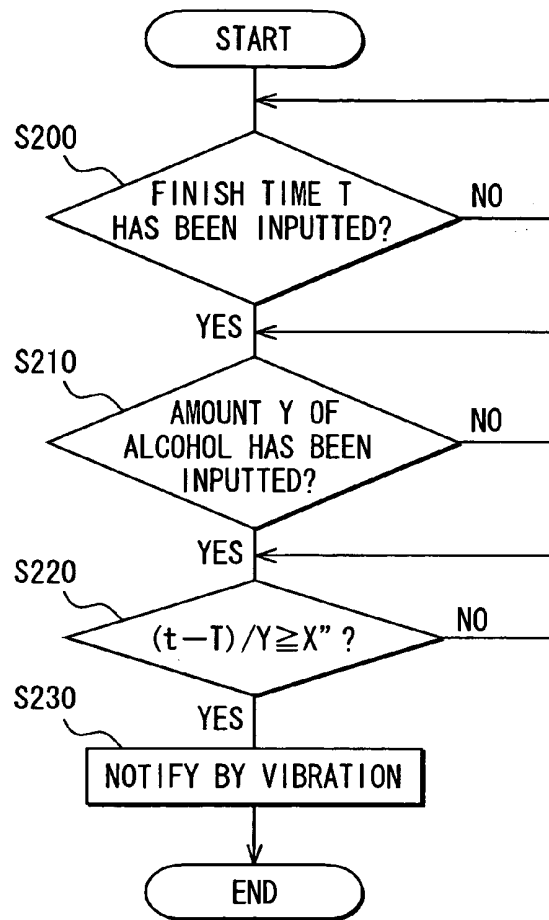 START
S200
FINISH TIME T
HAS BEEN INPUTTED?
NO
YES
S210
AMOUNT Y OF
ALCOHOL HAS BEEN
INPUTTED?
NO
YES
S220
(t-T)/Y≧X" ?
NO
YES
S230
NOTIFY BY VIBRATION
END